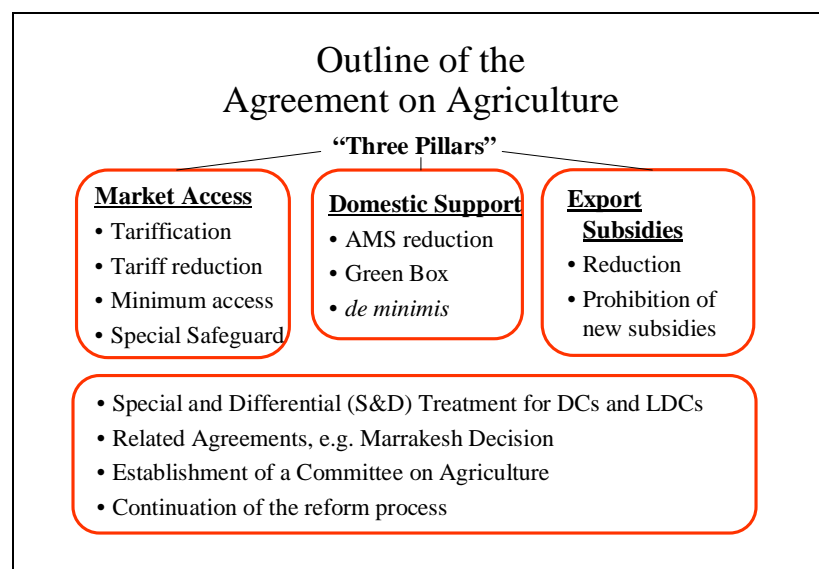 Outline of the
Agreement on Agriculture
“Three Pillars”
Market Access
• Tariffication
• Tariff reduction
• Minimum access
• Special Safeguard
Domestic Support
• AMS reduction
• Green Box
• de minimis
Export
Subsidies
• Reduction
• Prohibition of
new subsidies
• Special and Differential (S&D) Treatment for DCs and LDCs
• Related Agreements, e.g. Marrakesh Decision
• Establishment of a Committee on Agriculture
• Continuation of the reform process